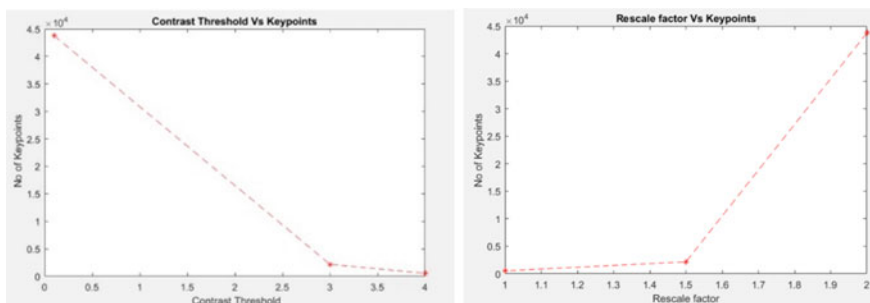 ×10⁴
Contrast Threshold Vs Keypoints
4.5
4
3.5
3
2.5
2
1.5
1
0.5
0
No of Keypoints
0 0.5 1 1.5 2 2.5 3 3.5 4
Contrast Threshold
×10⁴
Rescale factor Vs Keypoints
4.5
4
3.5
3
2.5
2
1.5
1
0.5
0
No of Keypoints
1 1.1 1.2 1.3 1.4 1.5 1.6 1.7 1.8 1.9 2
Rescale factor